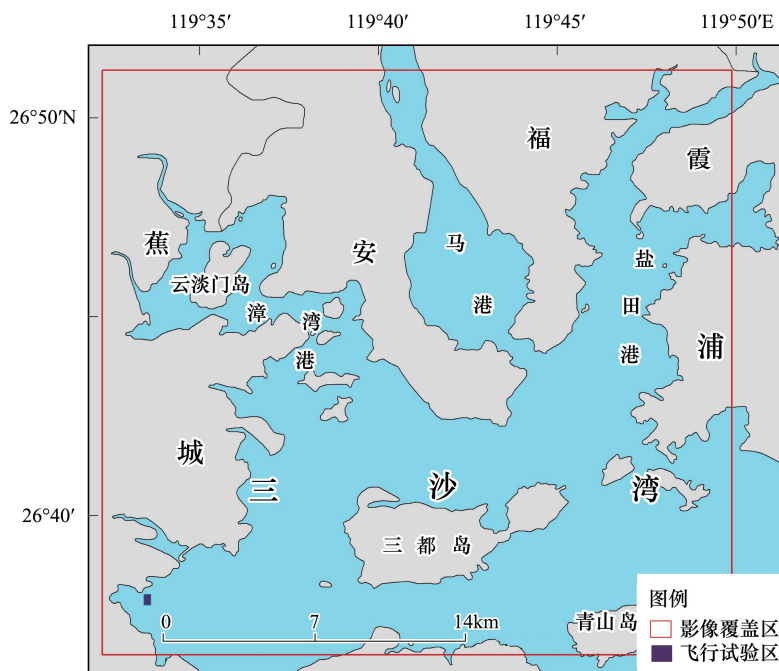 119°35′
119°40′
119°45′
119°50′E
26°50′N
福
霞
蕉
安
马
盐
云淡门岛
漳
湾
港
田
港
港
浦
城
三
沙
湾
26°40′
三都岛
图例
0
7
14km
青山岛
影像覆盖区
飞行试验区